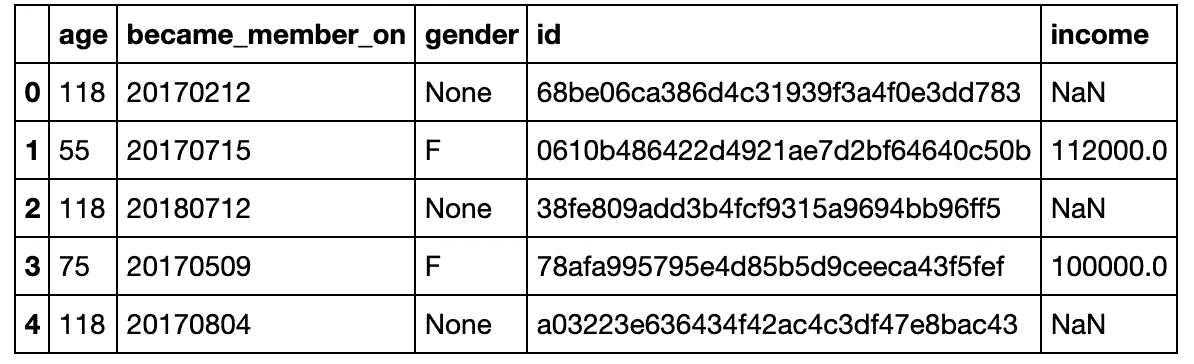 age became_member_on gender id income
0 118 20170212 None 68be06ca386d4c31939f3a4f0e3dd783 NaN
1 55 20170715 F 0610b486422d4921ae7d2bf64640c50b 112000.0
2 118 20180712 None 38fe809add3b4fcf9315a9694bb96ff5 NaN
3 75 20170509 F 78afa995795e4d85b5d9ceeca43f5fef 100000.0
4 118 20170804 None a03223e636434f42ac4c3df47e8bac43 NaN